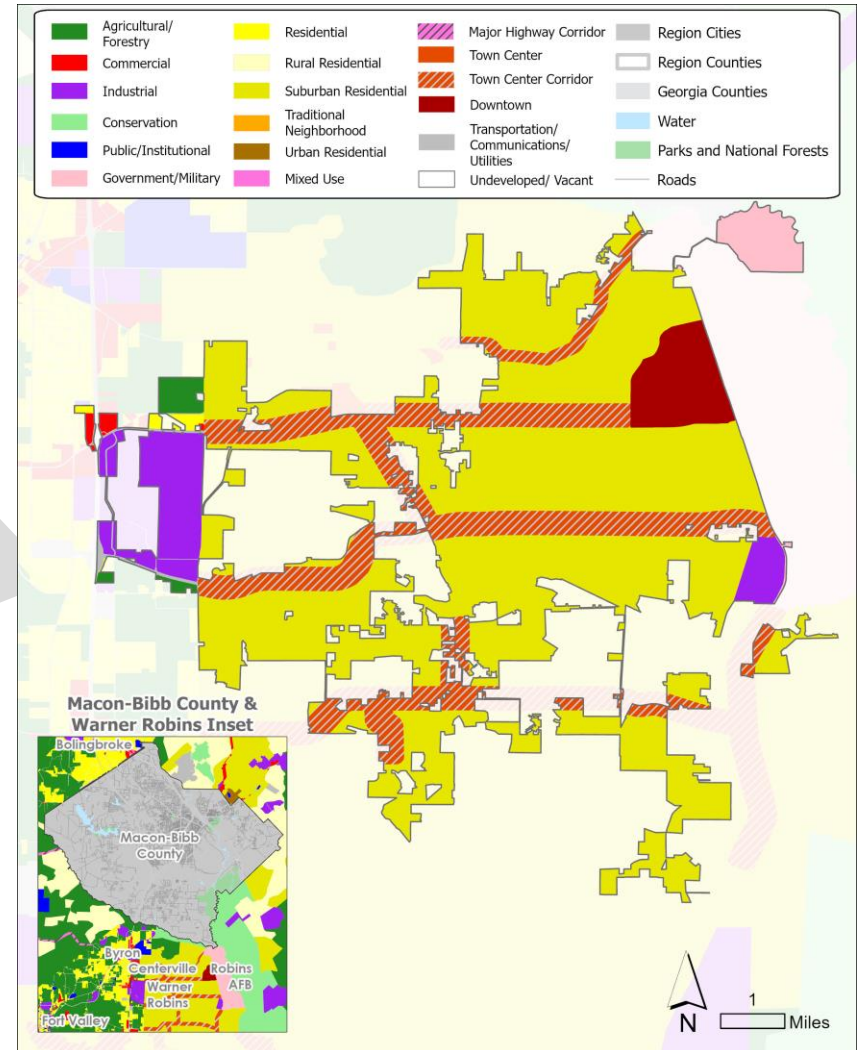 Agricultural/
Forestry
Commercial
Industrial
Conservation
Public/Institutional
Government/Military
Residential
Rural Residential
Suburban Residential
Traditional
Neighborhood
Urban Residential
Mixed Use
Major Highway Corridor
Town Center
Town Center Corridor
Downtown
Transportation/
Communications/
Utilities
Undeveloped/ Vacant
Region Cities
Region Counties
Georgia Counties
Water
Parks and National Forests
Roads
Macon-Bibb County &
Warner Robins Inset
Bolingbroke
Macon-Bibb
County
Byron
Centerville
Robins
AFB
Warner
Robins
Fort Valley
N
1
Miles